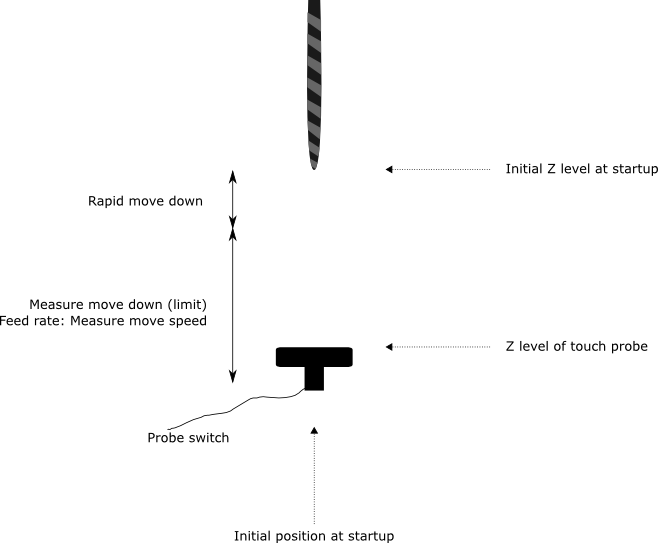 Initial Z level at startup
Rapid move down
Measure move down (limit)
Feed rate: Measure move speed
Z level of touch probe
Probe switch
Initial position at startup